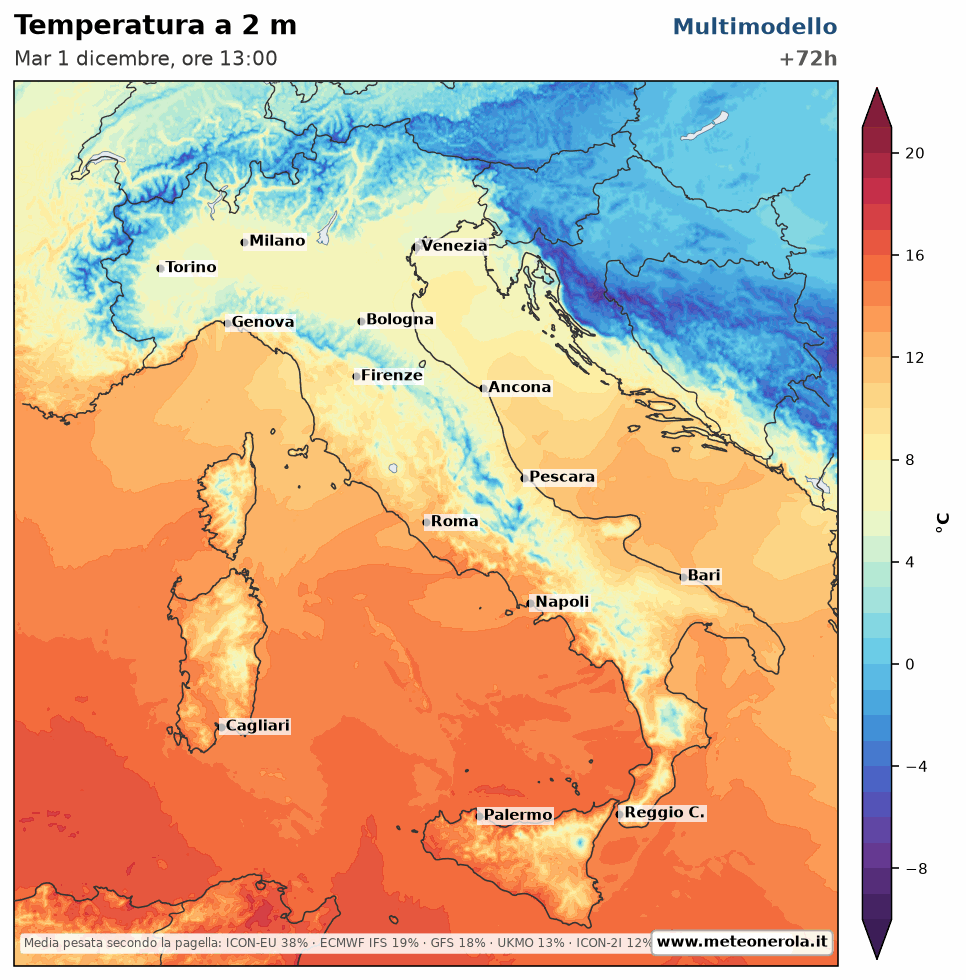 Temperatura a 2 m
Multimodello
Mar 1 dicembre, ore 13:00
+72h
Milano
Venezia
Torino
Genova
Bologna
Firenze
Ancona
Pescara
Roma
Bari
Napoli
Cagliari
Palermo
Reggio C.
20
16
12
8
4
0
−4
−8
°C
Media pesata secondo la pagella: ICON-EU 38% · ECMWF IFS 19% · GFS 18% · UKMO 13% · ICON-2I 12%
www.meteonerola.it